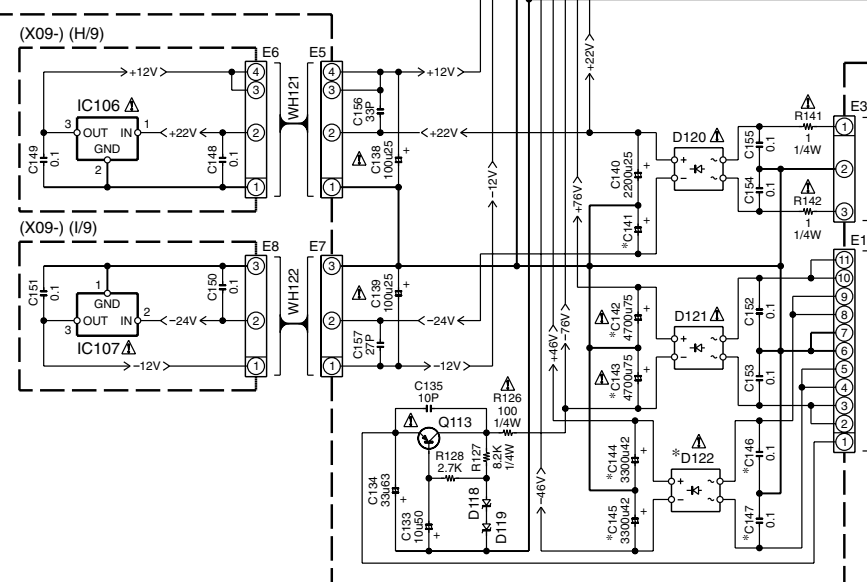 (X09-) (H/9)
+12V
IC106
3 OUT IN 1
GND
2
+22V
C149
0.1
C148
0.1
E6
4
3
2
1
WH121
E5
4
3
2
1
C156
33P
+12V
+22V
C138
100u25
(X09-) (I/9)
C151
0.1
1
GND
3 OUT IN 2
IC107
−24V
−12V
C150
0.1
E8
3
2
1
WH122
E7
3
2
1
C139
100u25
C157
27P
−24V
−12V
−12V
+22V
+76V
−76V
+46V
−46V
C140
2200u25
*C141
D120
C155
0.1
C154
0.1
R141
1
1/4W
R142
1
1/4W
E3
1
2
3
*C142
4700u75
*C143
4700u75
D121
C152
0.1
C153
0.1
E1
11
10
9
8
7
6
5
4
3
2
1
C135
10P
Q113
R126
100
1/4W
R128
2.7K
R127
8.2K
1/4W
C134
33u63
C133
10u50
D118
D119
*C144
3300u42
*C145
3300u42
*D122
*C146
0.1
*C147
0.1